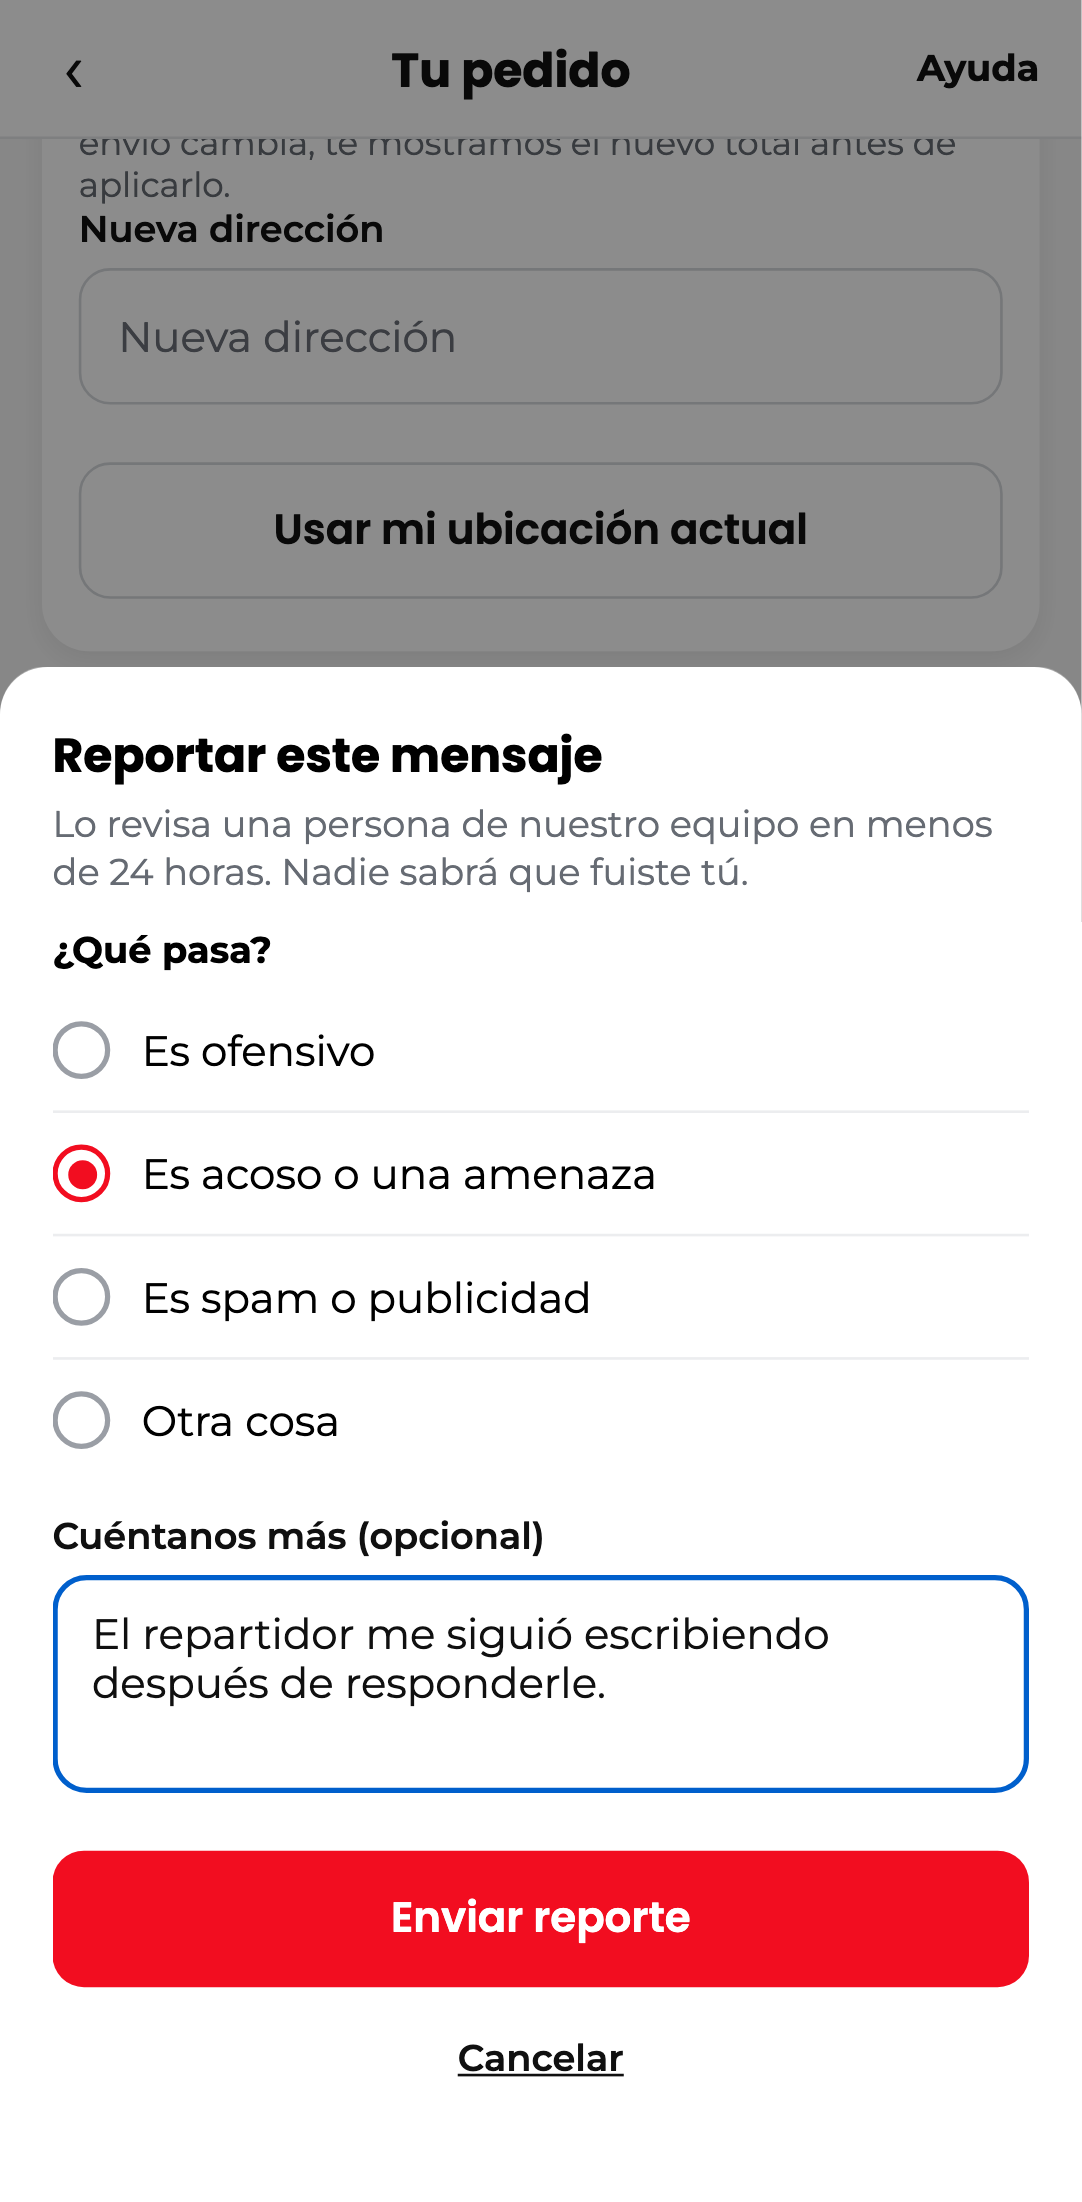 ‹ Tu pedido Ayuda
envío cambia, te mostramos el nuevo total antes de
aplicarlo.
Nueva dirección
Nueva dirección
Usar mi ubicación actual
Reportar este mensaje
Lo revisa una persona de nuestro equipo en menos
de 24 horas. Nadie sabrá que fuiste tú.
¿Qué pasa?
Es ofensivo
Es acoso o una amenaza
Es spam o publicidad
Otra cosa
Cuéntanos más (opcional)
El repartidor me siguió escribiendo
después de responderle.
Enviar reporte
Cancelar